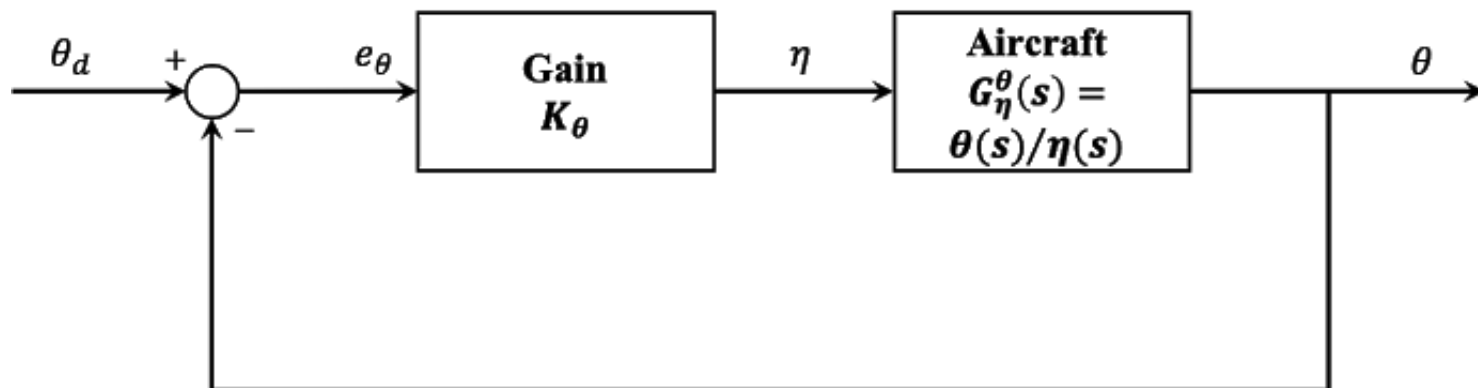 θ_d
+
−
e_θ
Gain
K_θ
η
Aircraft
G_η^θ(s) =
θ(s)/η(s)
θ